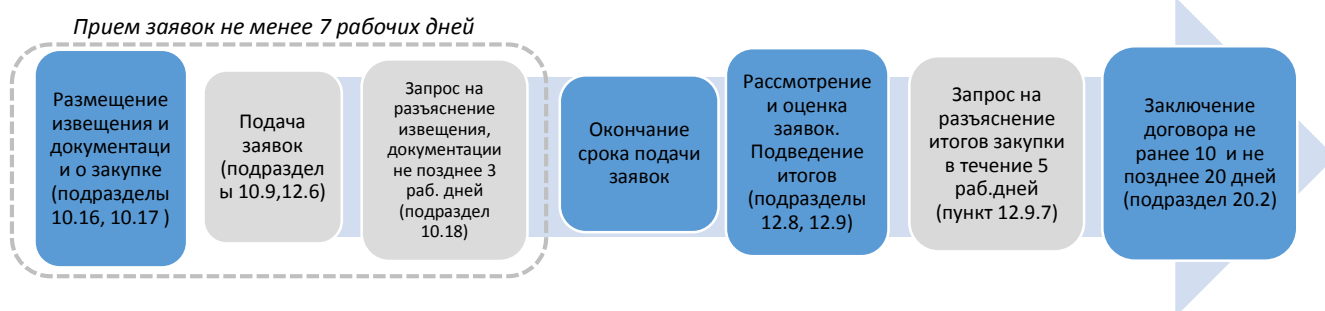 Прием заявок не менее 7 рабочих дней
Размещение
извещения и
документаци
и о закупке
(подразделы
10.16, 10.17 )
Подача
заявок
(подраздел
ы 10.9,12.6)
Запрос на
разъяснение
извещения,
документации
не позднее 3
раб. дней
(подраздел
10.18)
Окончание
срока подачи
заявок
Рассмотрение
и оценка
заявок.
Подведение
итогов
(подразделы
12.8, 12.9)
Запрос на
разъяснение
итогов закупки
в течение 5
раб.дней
(пункт 12.9.7)
Заключение
договора не
ранее 10  и не
позднее 20 дней
(подраздел 20.2)